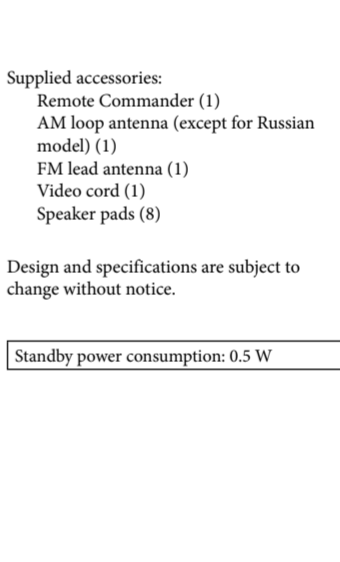 Supplied accessories:
Remote Commander (1)
AM loop antenna (except for Russian
model) (1)
FM lead antenna (1)
Video cord (1)
Speaker pads (8)
Design and specifications are subject to
change without notice.
Standby power consumption: 0.5 W